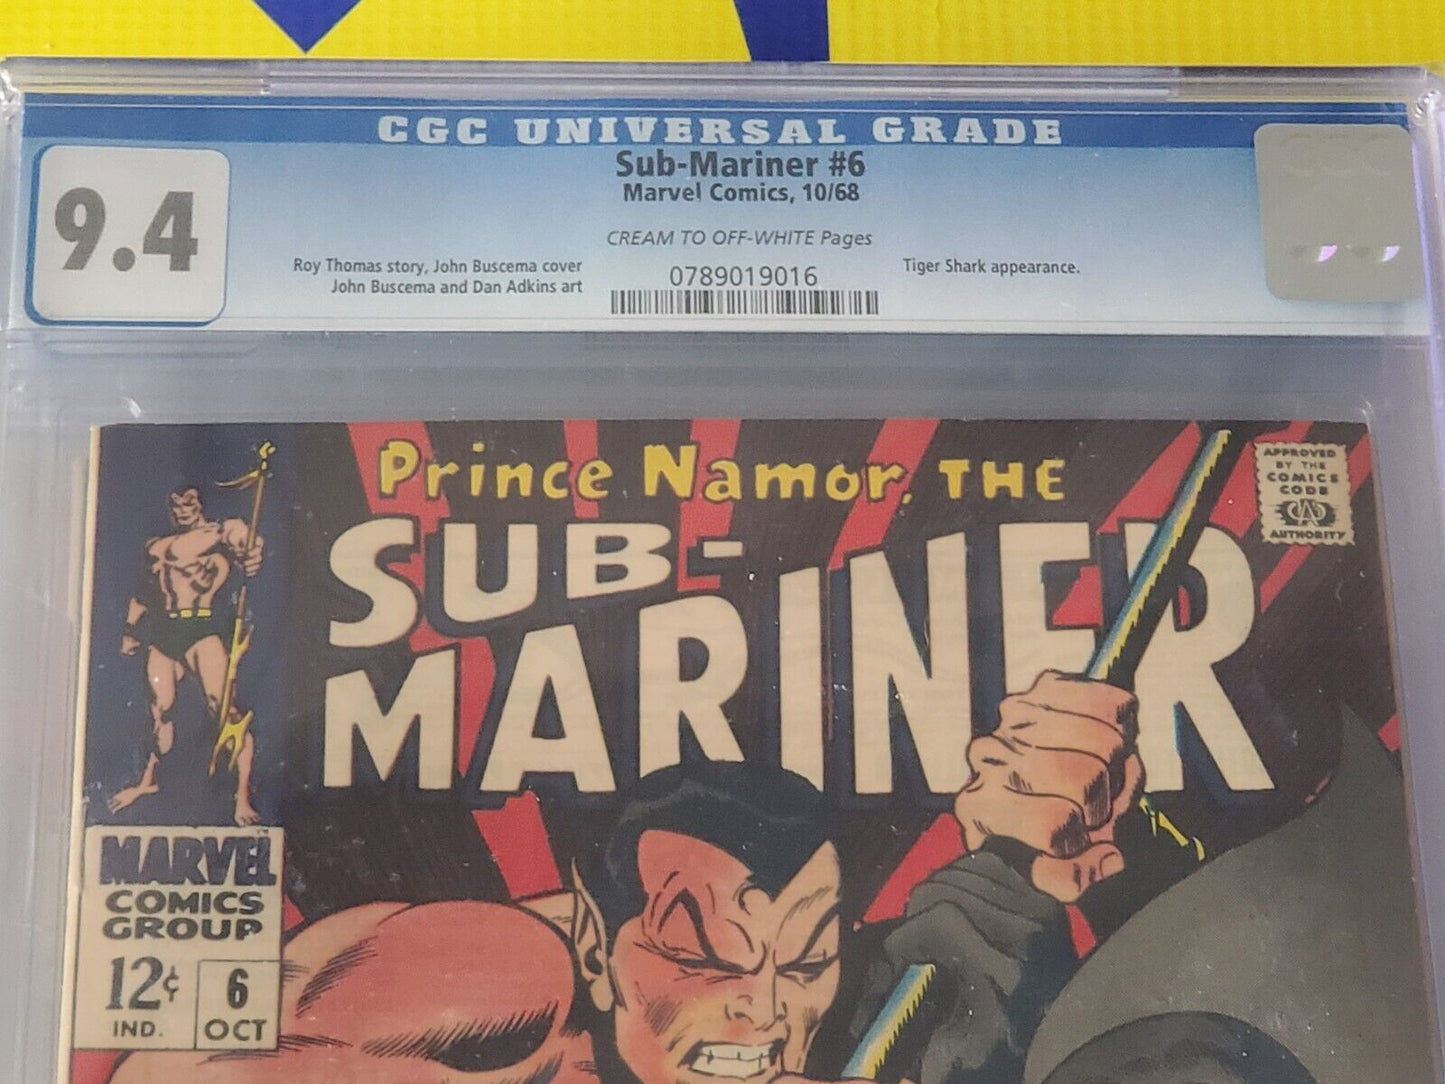 CGC UNIVERSAL GRADE
9.4
Sub-Mariner #6
Marvel Comics, 10/68
CREAM TO OFF-WHITE Pages
Roy Thomas story, John Buscema cover
John Buscema and Dan Adkins art
0789019016
Tiger Shark appearance.
CGC
Prince Namor, THE
SUB-
MARINER
APPROVED
BY THE
COMICS
CODE
CA
AUTHORITY
MARVEL
COMICS
GROUP
12¢
IND.
6
OCT